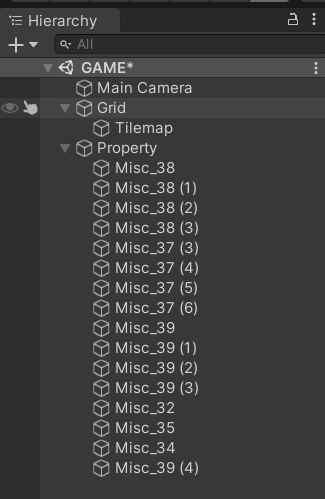 Hierarchy
All
GAME*
Main Camera
Grid
Tilemap
Property
Misc_38
Misc_38 (1)
Misc_38 (2)
Misc_38 (3)
Misc_37 (3)
Misc_37 (4)
Misc_37 (5)
Misc_37 (6)
Misc_39
Misc_39 (1)
Misc_39 (2)
Misc_39 (3)
Misc_32
Misc_35
Misc_34
Misc_39 (4)